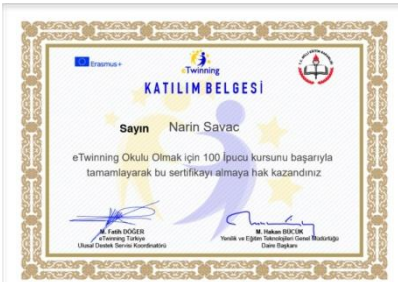 Erasmus+
eTwinning
KATILIM BELGESİ
Sayın Narin Savac
eTwinning Okulu Olmak için 100 İpucu kursunu başarıyla
tamamlayarak bu sertifikayı almaya hak kazandınız
M. Fatih DÖĞER
eTwinning Türkiye
Ulusal Destek Servisi Koordinatörü
M. Hakan BÜCÜK
Yenilik ve Eğitim Teknolojileri Genel Müdürlüğü
Daire Başkanı